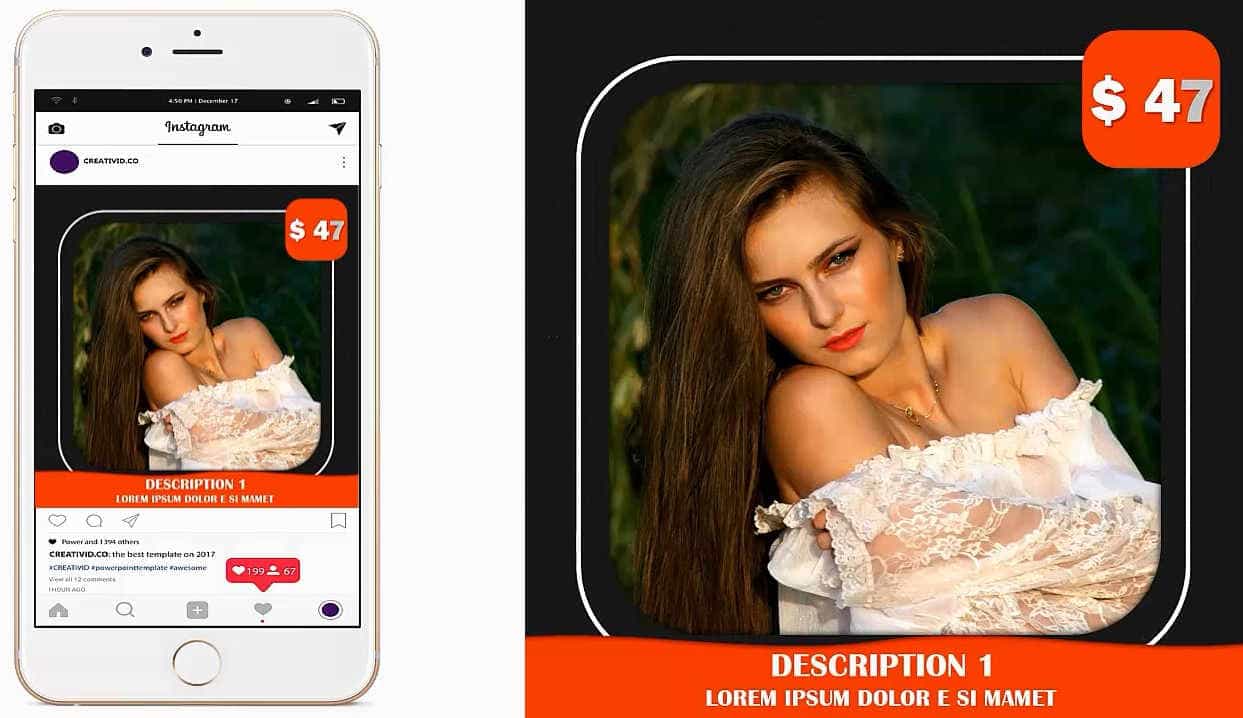 4:50 PM | December 17
Instagram
CREATIVID.CO
$ 47
DESCRIPTION 1
LOREM IPSUM DOLOR E SI MAMET
Power and 1394 others
CREATIVID.CO: the best template on 2017
#CREATIVID #powerpointtemplate #awesome
View all 12 comments
1 HOUR AGO
199 67
$ 47
DESCRIPTION 1
LOREM IPSUM DOLOR E SI MAMET